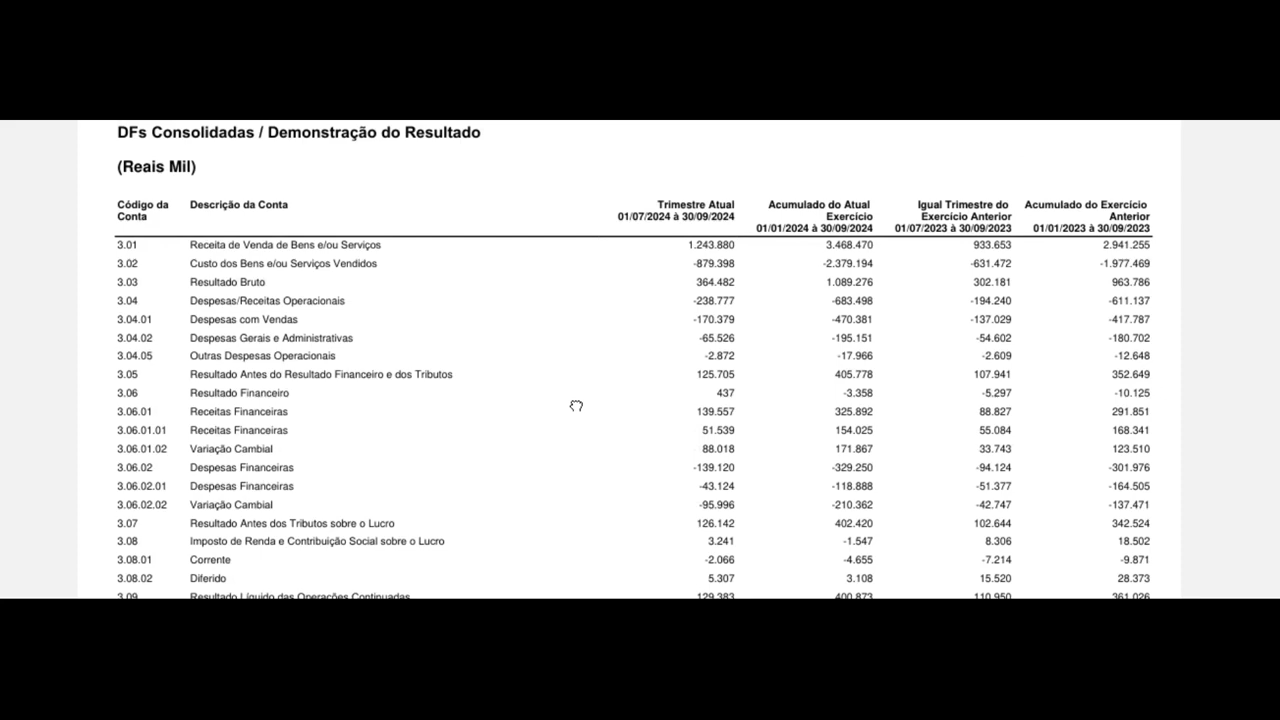 DFs Consolidadas / Demonstração do Resultado
(Reais Mil)
Código da Conta Descrição da Conta Trimestre Atual 01/07/2024 à 30/09/2024 Acumulado do Atual Exercício 01/01/2024 à 30/09/2024 Igual Trimestre do Exercício Anterior 01/07/2023 à 30/09/2023 Acumulado do Exercício Anterior 01/01/2023 à 30/09/2023
3.01 Receita de Venda de Bens e/ou Serviços 1.243.880 3.468.470 933.653 2.941.255
3.02 Custo dos Bens e/ou Serviços Vendidos -879.398 -2.379.194 -631.472 -1.977.469
3.03 Resultado Bruto 364.482 1.089.276 302.181 963.786
3.04 Despesas/Receitas Operacionais -238.777 -683.498 -194.240 -611.137
3.04.01 Despesas com Vendas -170.379 -470.381 -137.029 -417.787
3.04.02 Despesas Gerais e Administrativas -65.526 -195.151 -54.602 -180.702
3.04.05 Outras Despesas Operacionais -2.872 -17.966 -2.609 -12.648
3.05 Resultado Antes do Resultado Financeiro e dos Tributos 125.705 405.778 107.941 352.649
3.06 Resultado Financeiro 437 -3.358 -5.297 -10.125
3.06.01 Receitas Financeiras 139.557 325.892 88.827 291.851
3.06.01.01 Receitas Financeiras 51.539 154.025 55.084 168.341
3.06.01.02 Variação Cambial 88.018 171.867 33.743 123.510
3.06.02 Despesas Financeiras -139.120 -329.250 -94.124 -301.976
3.06.02.01 Despesas Financeiras -43.124 -118.888 -51.377 -164.505
3.06.02.02 Variação Cambial -95.996 -210.362 -42.747 -137.471
3.07 Resultado Antes dos Tributos sobre o Lucro 126.142 402.420 102.644 342.524
3.08 Imposto de Renda e Contribuição Social sobre o Lucro 3.241 -1.547 8.306 18.502
3.08.01 Corrente -2.066 -4.655 -7.214 -9.871
3.08.02 Diferido 5.307 3.108 15.520 28.373
3.09 Resultado Líquido das Operações Continuadas 129.383 400.873 110.950 361.026